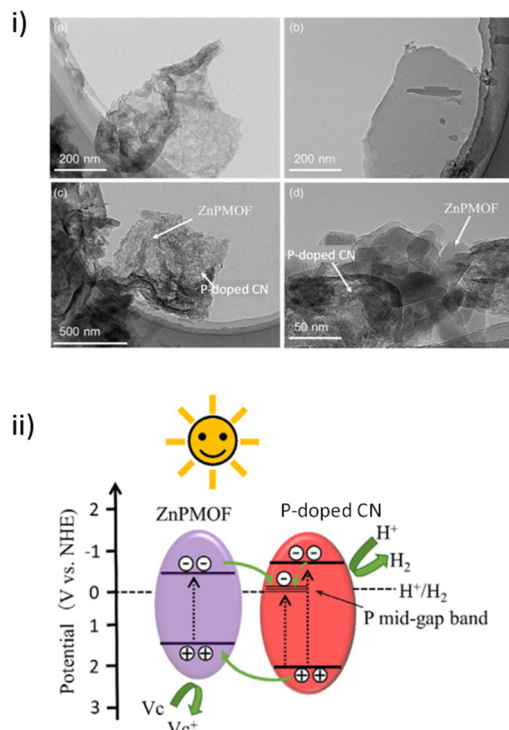 i)
(a)
200 nm
(b)
200 nm
(c)
ZnPMOF
P-doped CN
500 nm
(d)
ZnPMOF
P-doped CN
50 nm
ii)
ZnPMOF
P-doped CN
Potential (V vs. NHE)
2
-1
0
1
2
3
H⁺
H₂
H⁺/H₂
P mid-gap band
Vc
Vc⁺